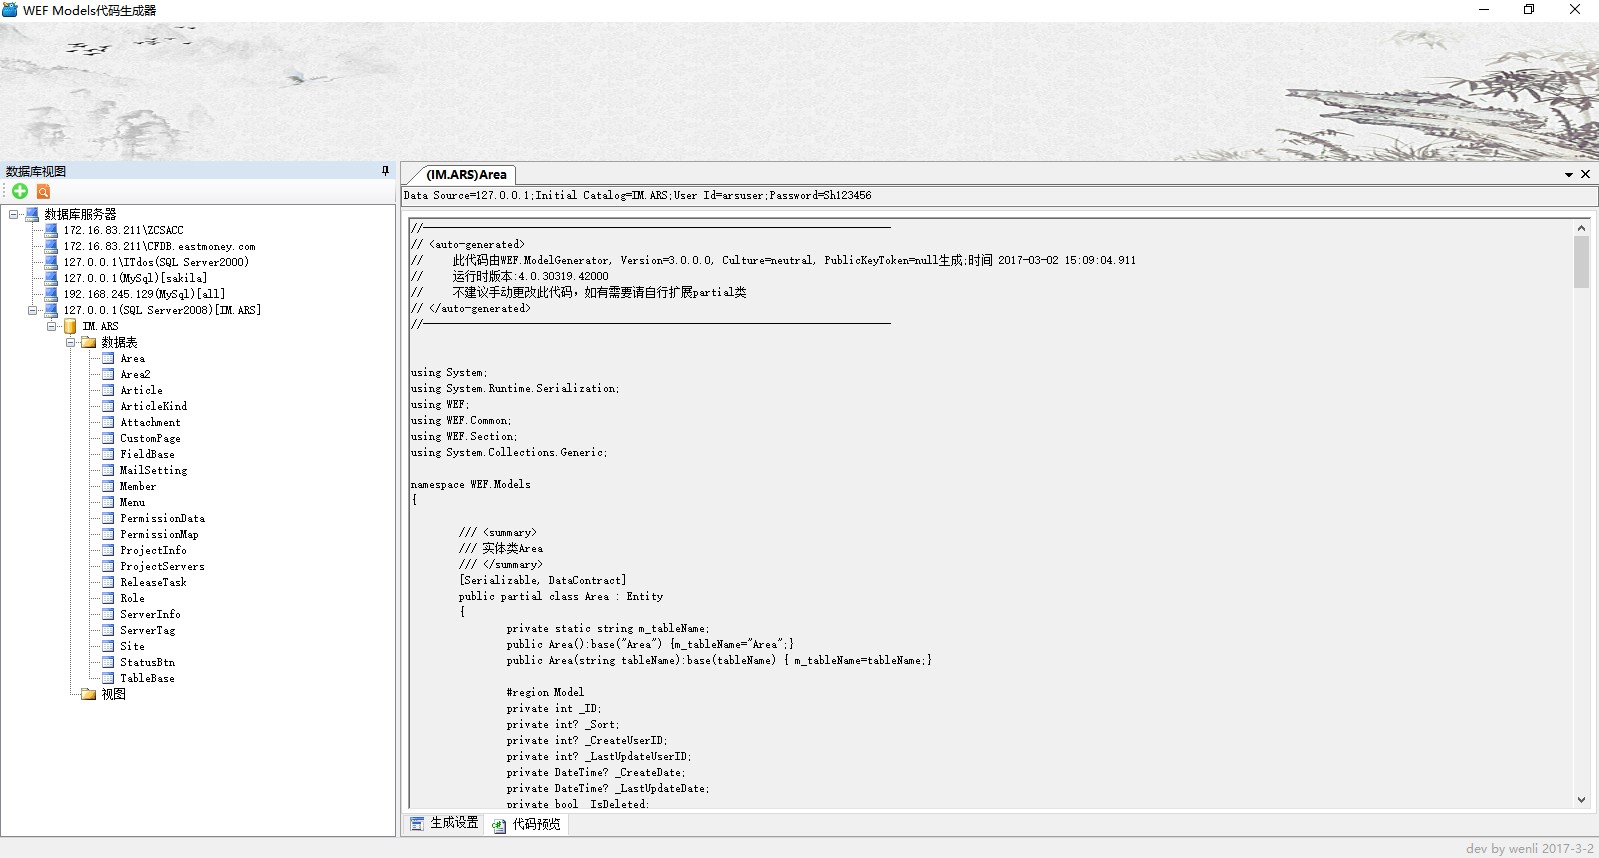 WEF Models代码生成器
数据库视图
数据库服务器
172.16.83.211\ZCSACC
172.16.83.211\CFDB.eastmoney.com
127.0.0.1\ITdos(SQL Server2000)
127.0.0.1(MySql)[sakila]
192.168.245.129(MySql)[all]
127.0.0.1(SQL Server2008)[IM.ARS]
IM.ARS
数据表
Area
Area2
Article
ArticleKind
Attachment
CustomPage
FieldBase
MailSetting
Member
Menu
PermissionData
PermissionMap
ProjectInfo
ProjectServers
ReleaseTask
Role
ServerInfo
ServerTag
Site
StatusBtn
TableBase
视图
(IM.ARS)Area
Data Source=127.0.0.1;Initial Catalog=IM.ARS;User Id=arsuser;Password=Sh123456
//
// <auto-generated>
// 此代码由WEF.ModelGenerator, Version=3.0.0.0, Culture=neutral, PublicKeyToken=null生成;时间 2017-03-02 15:09:04.911
// 运行时版本:4.0.30319.42000
// 不建议手动更改此代码，如有需要请自行扩展partial类
// </auto-generated>
//
using System;
using System.Runtime.Serialization;
using WEF;
using WEF.Common;
using WEF.Section;
using System.Collections.Generic;
namespace WEF.Models
{
/// <summary>
/// 实体类Area
/// </summary>
[Serializable, DataContract]
public partial class Area : Entity
{
private static string m_tableName;
public Area():base("Area") {m_tableName="Area";}
public Area(string tableName):base(tableName) { m_tableName=tableName;}
#region Model
private int _ID;
private int? _Sort;
private int? _CreateUserID;
private int? _LastUpdateUserID;
private DateTime? _CreateDate;
private DateTime? _LastUpdateDate;
private bool _IsDeleted;
生成设置
代码预览
dev by wenli 2017-3-2